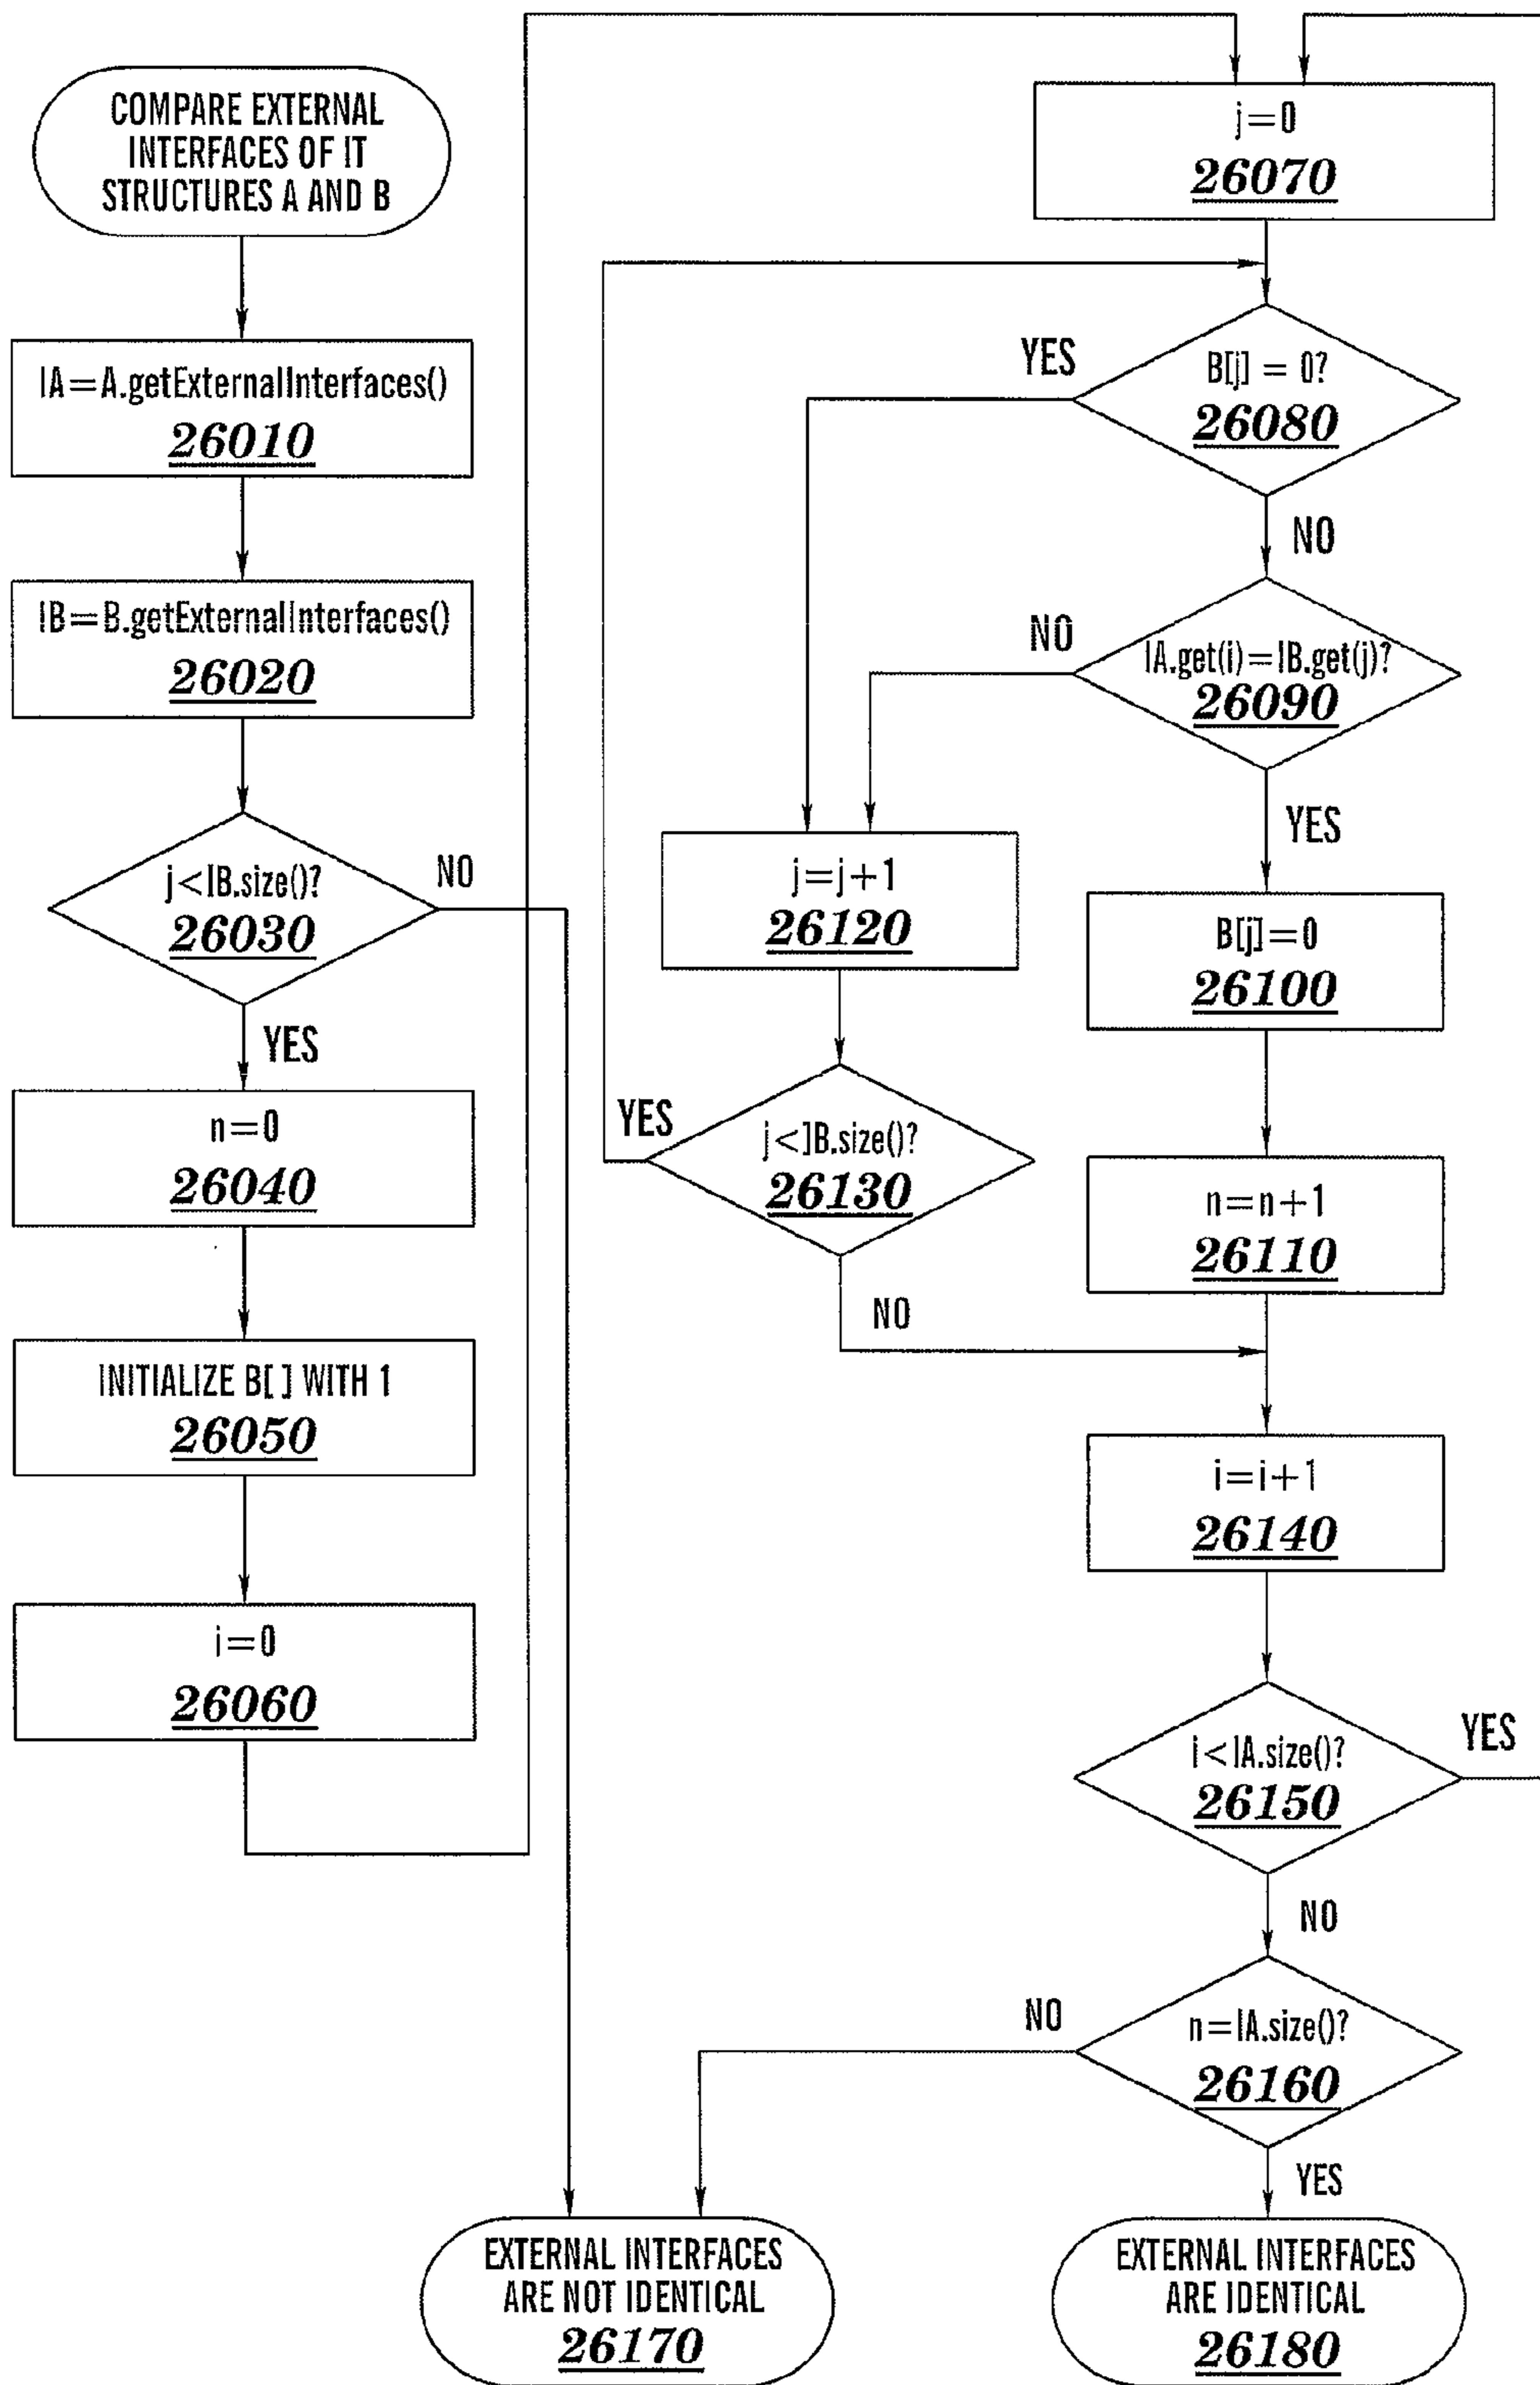 COMPARE EXTERNAL
INTERFACES OF IT
STRUCTURES A AND B
IA=A.getExternalInterfaces()
26010
IB=B.getExternalInterfaces()
26020
j<IB.size()?
26030
NO
YES
n=0
26040
INITIALIZE B[ ] WITH 1
26050
i=0
26060
j=0
26070
B[j] = 0?
26080
YES
NO
IA.get(i)=IB.get(j)?
26090
NO
YES
j=j+1
26120
B[j]=0
26100
j<]B.size()?
26130
YES
NO
n=n+1
26110
i=i+1
26140
i<IA.size()?
26150
YES
NO
n=IA.size()?
26160
NO
YES
EXTERNAL INTERFACES
ARE NOT IDENTICAL
26170
EXTERNAL INTERFACES
ARE IDENTICAL
26180